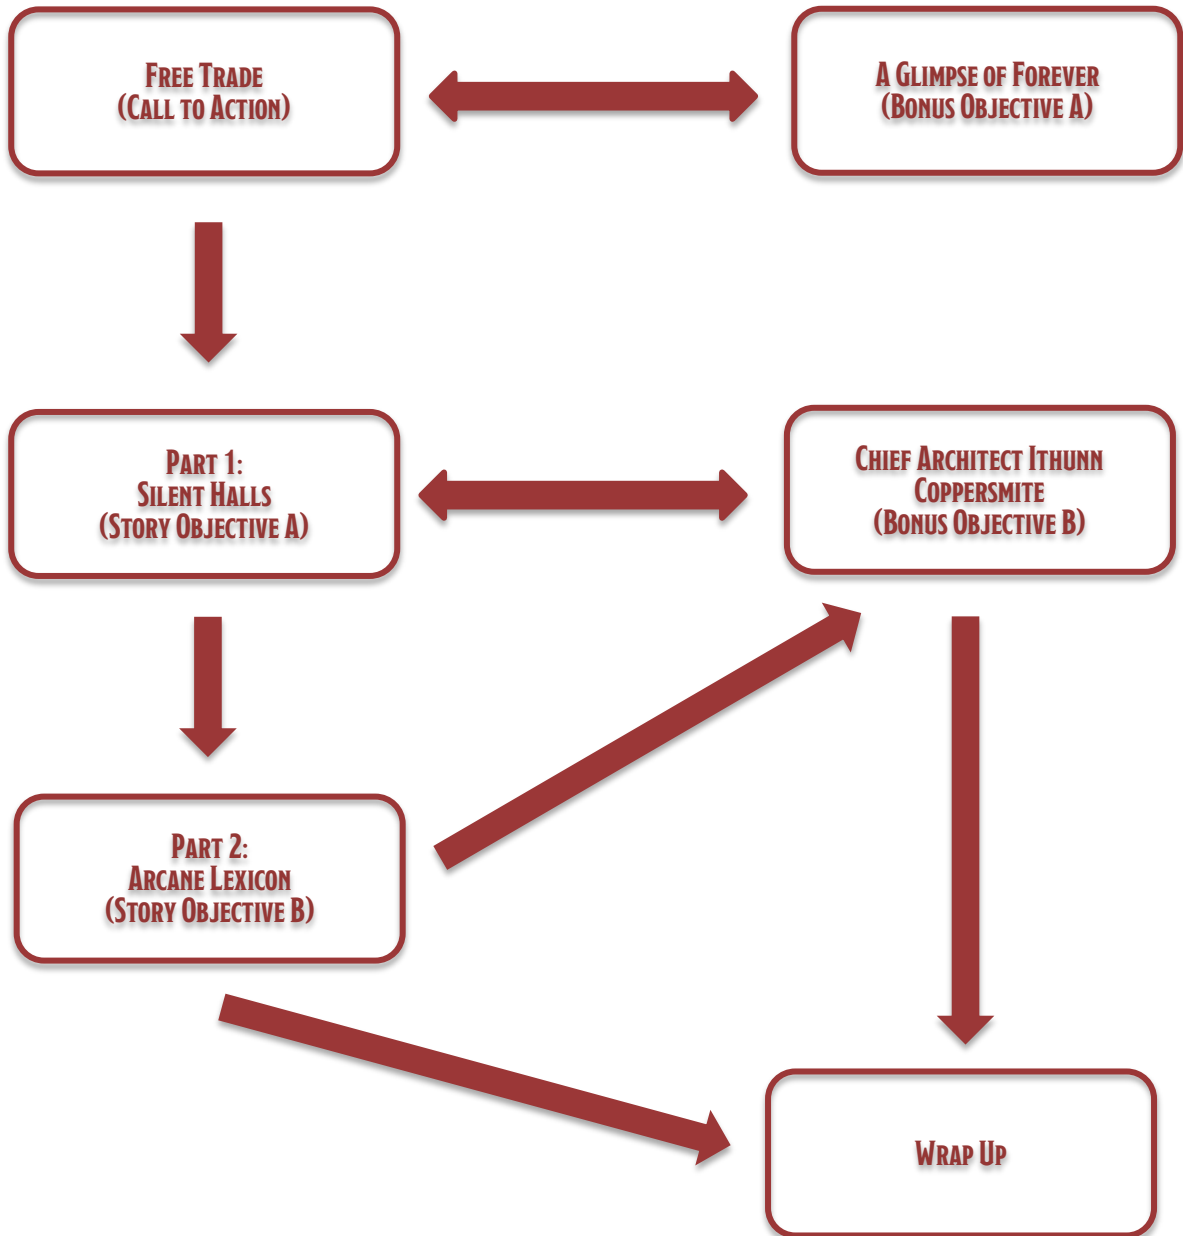 Free Trade
(Call to Action)
A Glimpse of Forever
(Bonus Objective A)
Part 1:
Silent Halls
(Story Objective A)
Chief Architect Ithunn
Coppersmite
(Bonus Objective B)
Part 2:
Arcane Lexicon
(Story Objective B)
Wrap Up